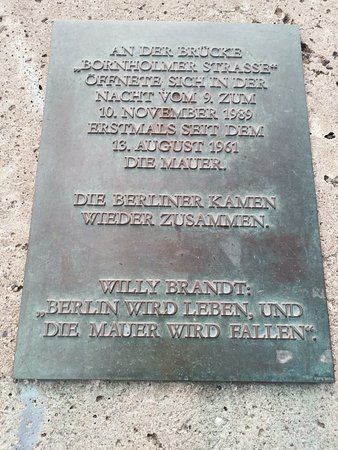 AN DER BRÜCKE
„BORNHOLMER STRASSE“
ÖFFNETE SICH IN DER
NACHT VOM 9. ZUM
10. NOVEMBER 1989
ERSTMALS SEIT DEM
13. AUGUST 1961
DIE MAUER.
DIE BERLINER KAMEN
WIEDER ZUSAMMEN.
WILLY BRANDT:
„BERLIN WIRD LEBEN, UND
DIE MAUER WIRD FALLEN“.